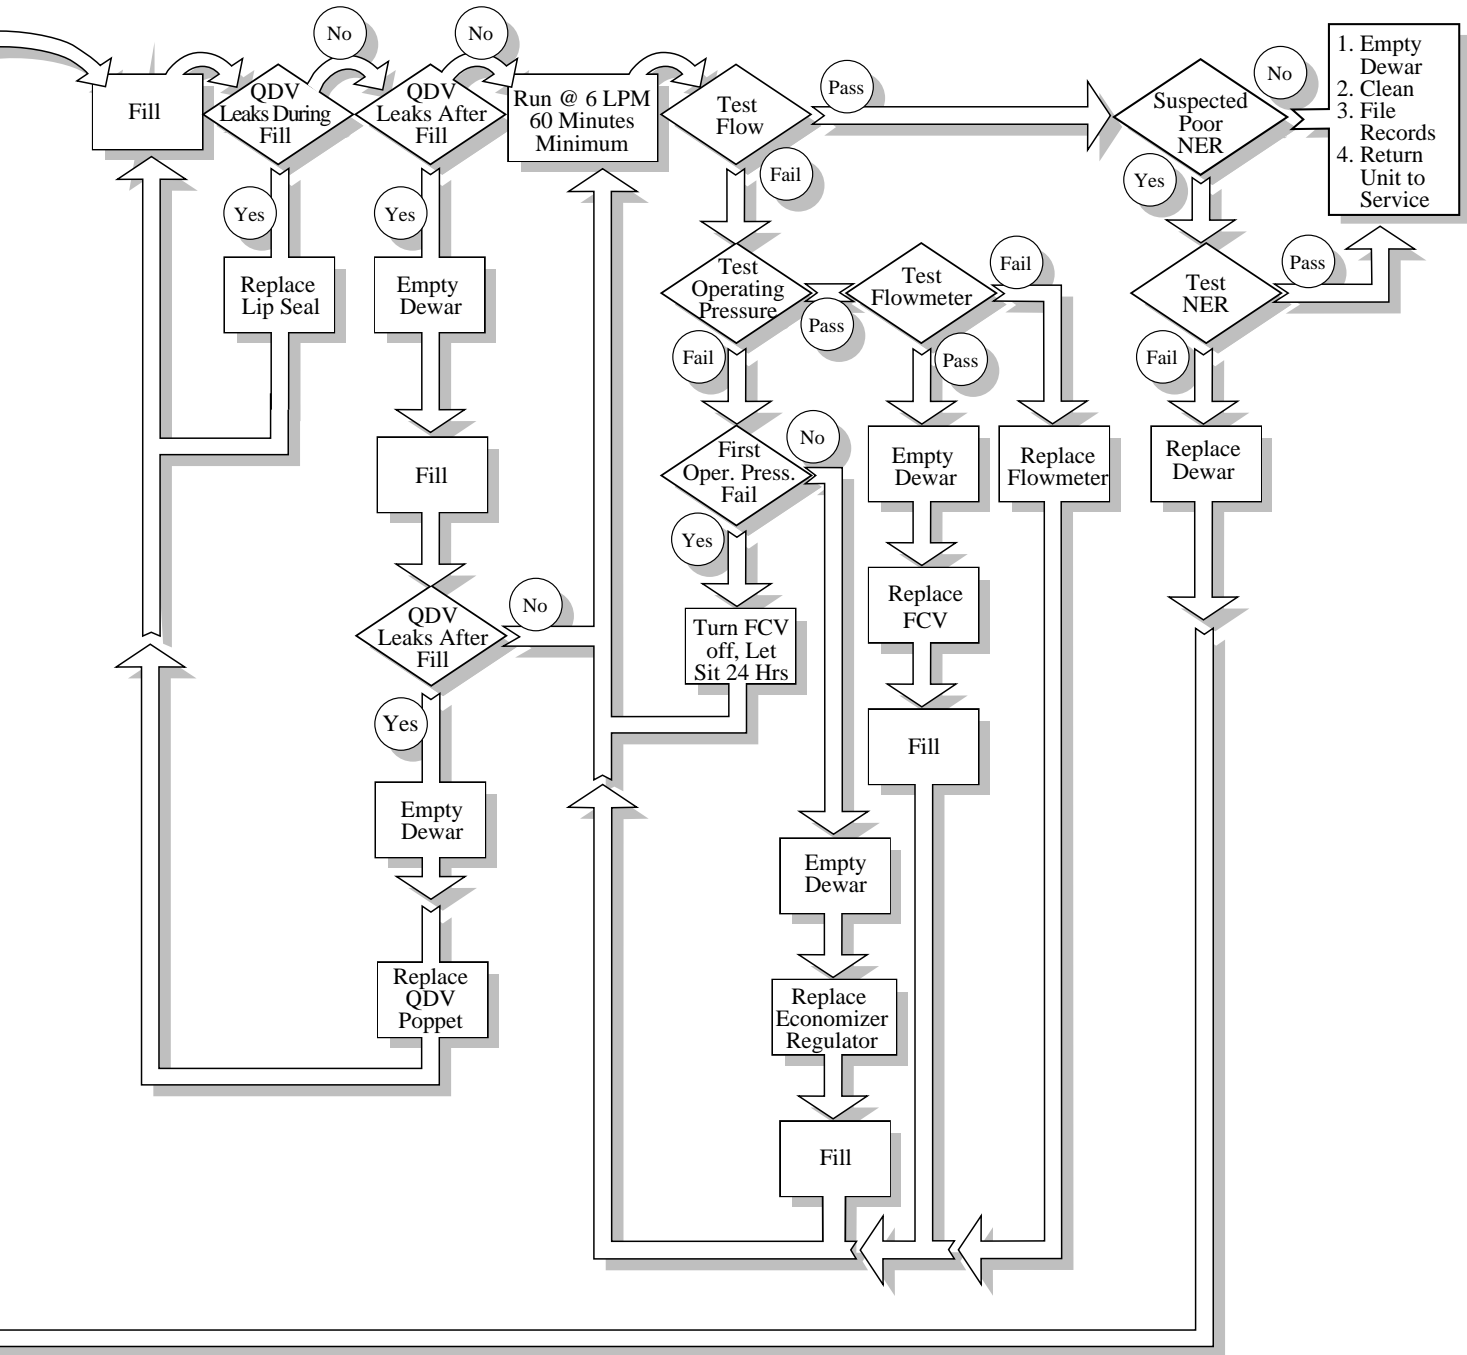 No
No
Fill
QDV
Leaks During
Fill
QDV
Leaks After
Fill
Run @ 6 LPM
60 Minutes
Minimum
Test
Flow
Pass
Suspected
Poor
NER
No
1. Empty
Dewar
2. Clean
3. File
Records
4. Return
Unit to
Service
Yes
Yes
Fail
Yes
Replace
Lip Seal
Empty
Dewar
Test
Operating
Pressure
Pass
Test
Flowmeter
Fail
Test
NER
Pass
Fail
Pass
Fail
Fill
First
Oper. Press.
Fail
No
Empty
Dewar
Replace
Flowmeter
Replace
Dewar
Yes
QDV
Leaks After
Fill
No
Turn FCV
off, Let
Sit 24 Hrs
Replace
FCV
Yes
Fill
Empty
Dewar
Empty
Dewar
Replace
QDV
Poppet
Replace
Economizer
Regulator
Fill